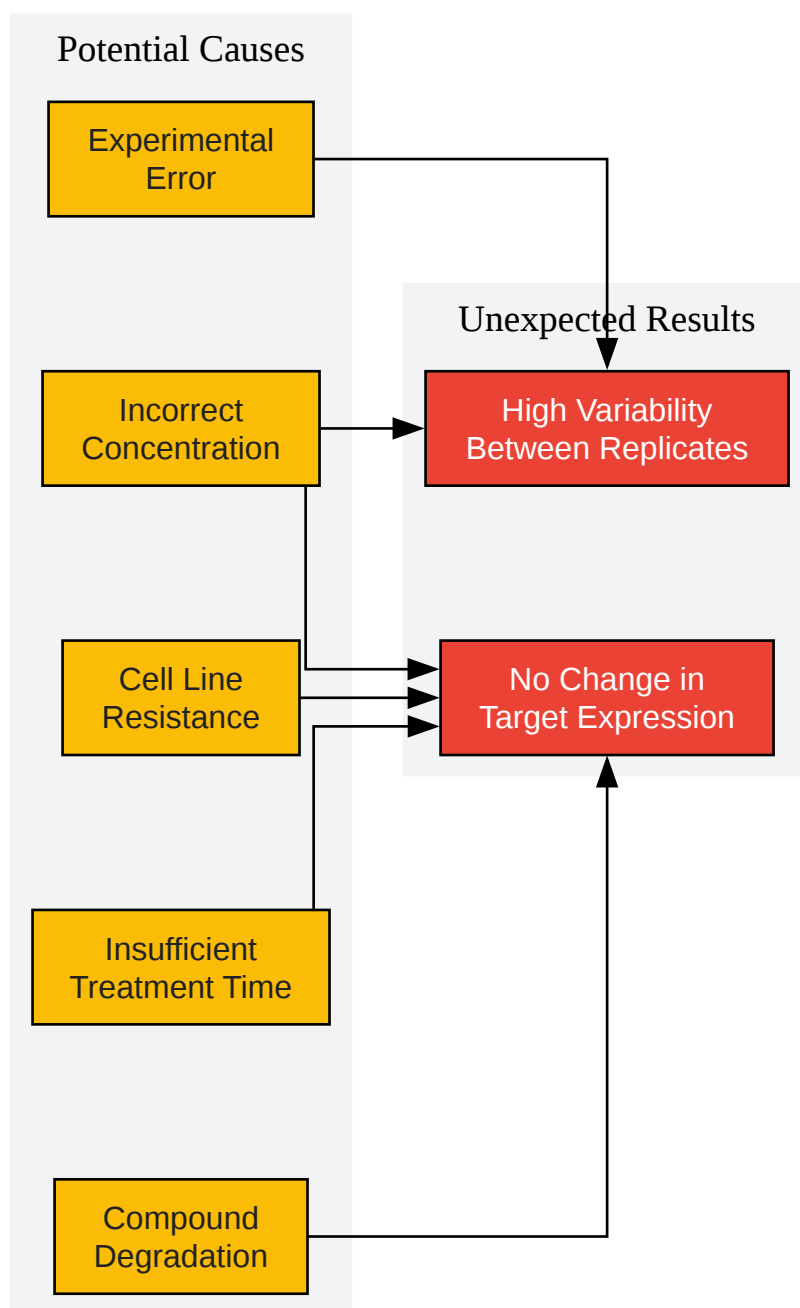 Potential Causes
Experimental
Error
Unexpected Results
Incorrect
Concentration
High Variability
Between Replicates
Cell Line
Resistance
No Change in
Target Expression
Insufficient
Treatment Time
Compound
Degradation